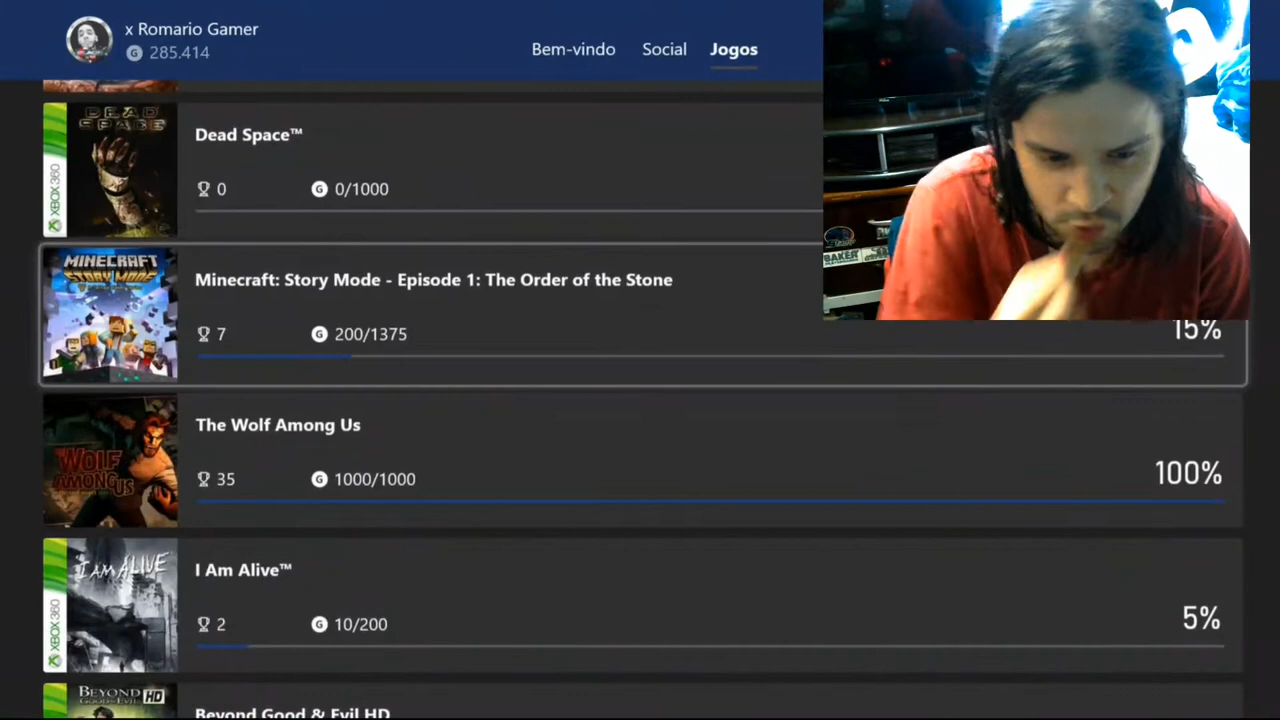 x Romario Gamer
G 285.414
Bem-vindo Social Jogos
DEAD SPACE
XBOX 360
Dead Space™
0 G 0/1000
MINECRAFT
STORY MODE
Minecraft: Story Mode - Episode 1: The Order of the Stone
7 G 200/1375
15%
BAKER
THE WOLF AMONG US
The Wolf Among Us
35 G 1000/1000
100%
I AM ALIVE
XBOX 360
I Am Alive™
2 G 10/200
5%
BEYOND GOOD & EVIL HD
Beyond Good & Evil HD